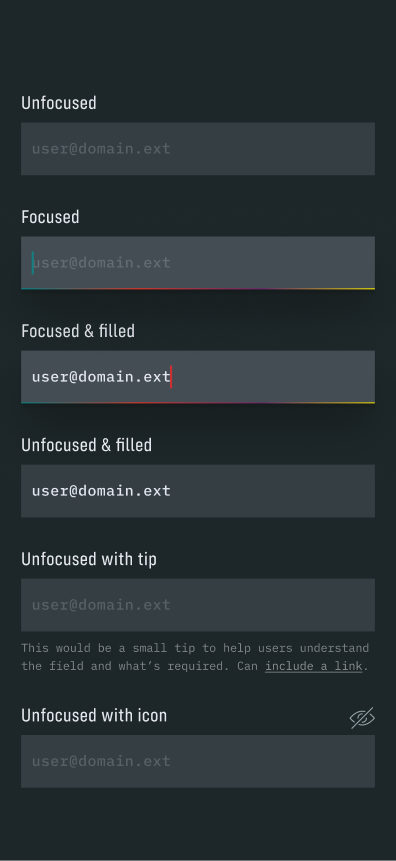 Unfocused
user@domain.ext
Focused
user@domain.ext
Focused & filled
user@domain.ext
Unfocused & filled
user@domain.ext
Unfocused with tip
user@domain.ext
This would be a small tip to help users understand
the field and what’s required. Can include a link.
Unfocused with icon
user@domain.ext